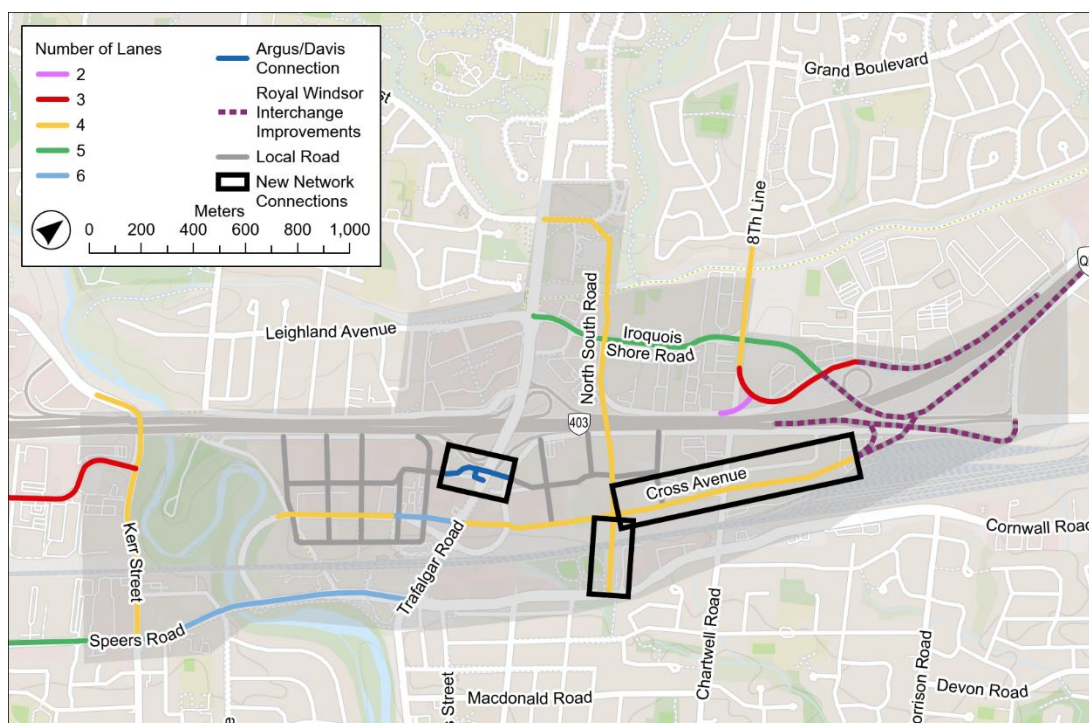 Number of Lanes
2
3
4
5
6
Argus/Davis
Connection
Royal Windsor
Interchange
Improvements
Local Road
New Network
Connections
Meters
0 200 400 600 800 1,000
Grand Boulevard
8Th Line
Leighland Avenue
North South Road
Iroquois
Shore Road
403
Cross Avenue
Cornwall Road
Kerr Street
Trafalgar Road
Speers Road
Chartwell Road
Macdonald Road
Devon Road
s Street
orrison Road